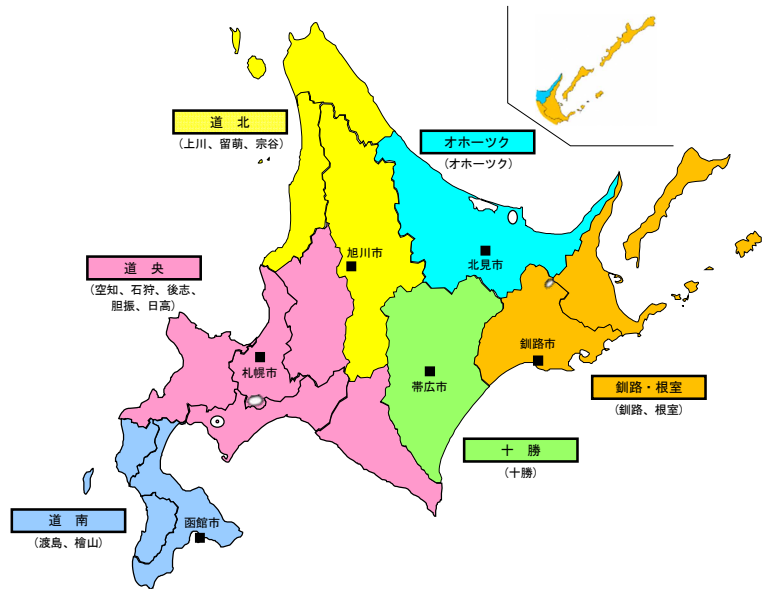 道 北
(上川、留萌、宗谷)
オホーツク
(オホーツク)
旭川市
北見市
道 央
(空知、石狩、後志、
胆振、日高)
釧路市
札幌市
帯広市
釧路・根室
(釧路、根室)
十 勝
(十勝)
道 南
(渡島、檜山)
函館市